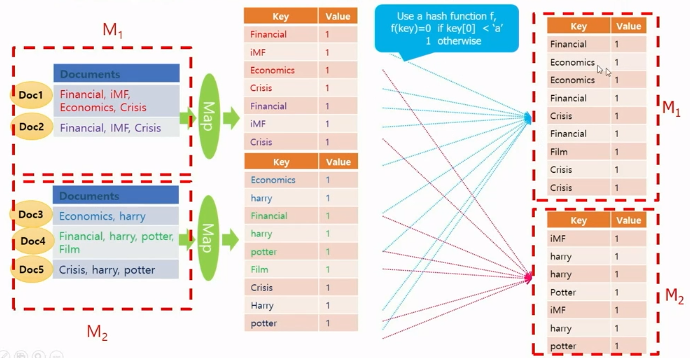 M1
Documents
Doc1
Financial, iMF,
Economics, Crisis
Doc2
Financial, IMF, Crisis
Map
Documents
Doc3
Economics, harry
Doc4
Financial, harry, potter,
Film
Doc5
Crisis, harry, potter
Map
M2
Key Value
Financial 1
iMF 1
Economics 1
Crisis 1
Financial 1
iMF 1
Crisis 1
Key Value
Economics 1
harry 1
Financial 1
harry 1
potter 1
Film 1
Crisis 1
Harry 1
potter 1
Use a hash function f,
f(key)=0 if key[0] < 'a'
1 otherwise
Key Value
Financial 1
Economics 1
Economics 1
Financial 1
Crisis 1
Financial 1
Film 1
Crisis 1
Crisis 1
M1
Key Value
iMF 1
harry 1
harry 1
Potter 1
iMF 1
harry 1
potter 1
M2